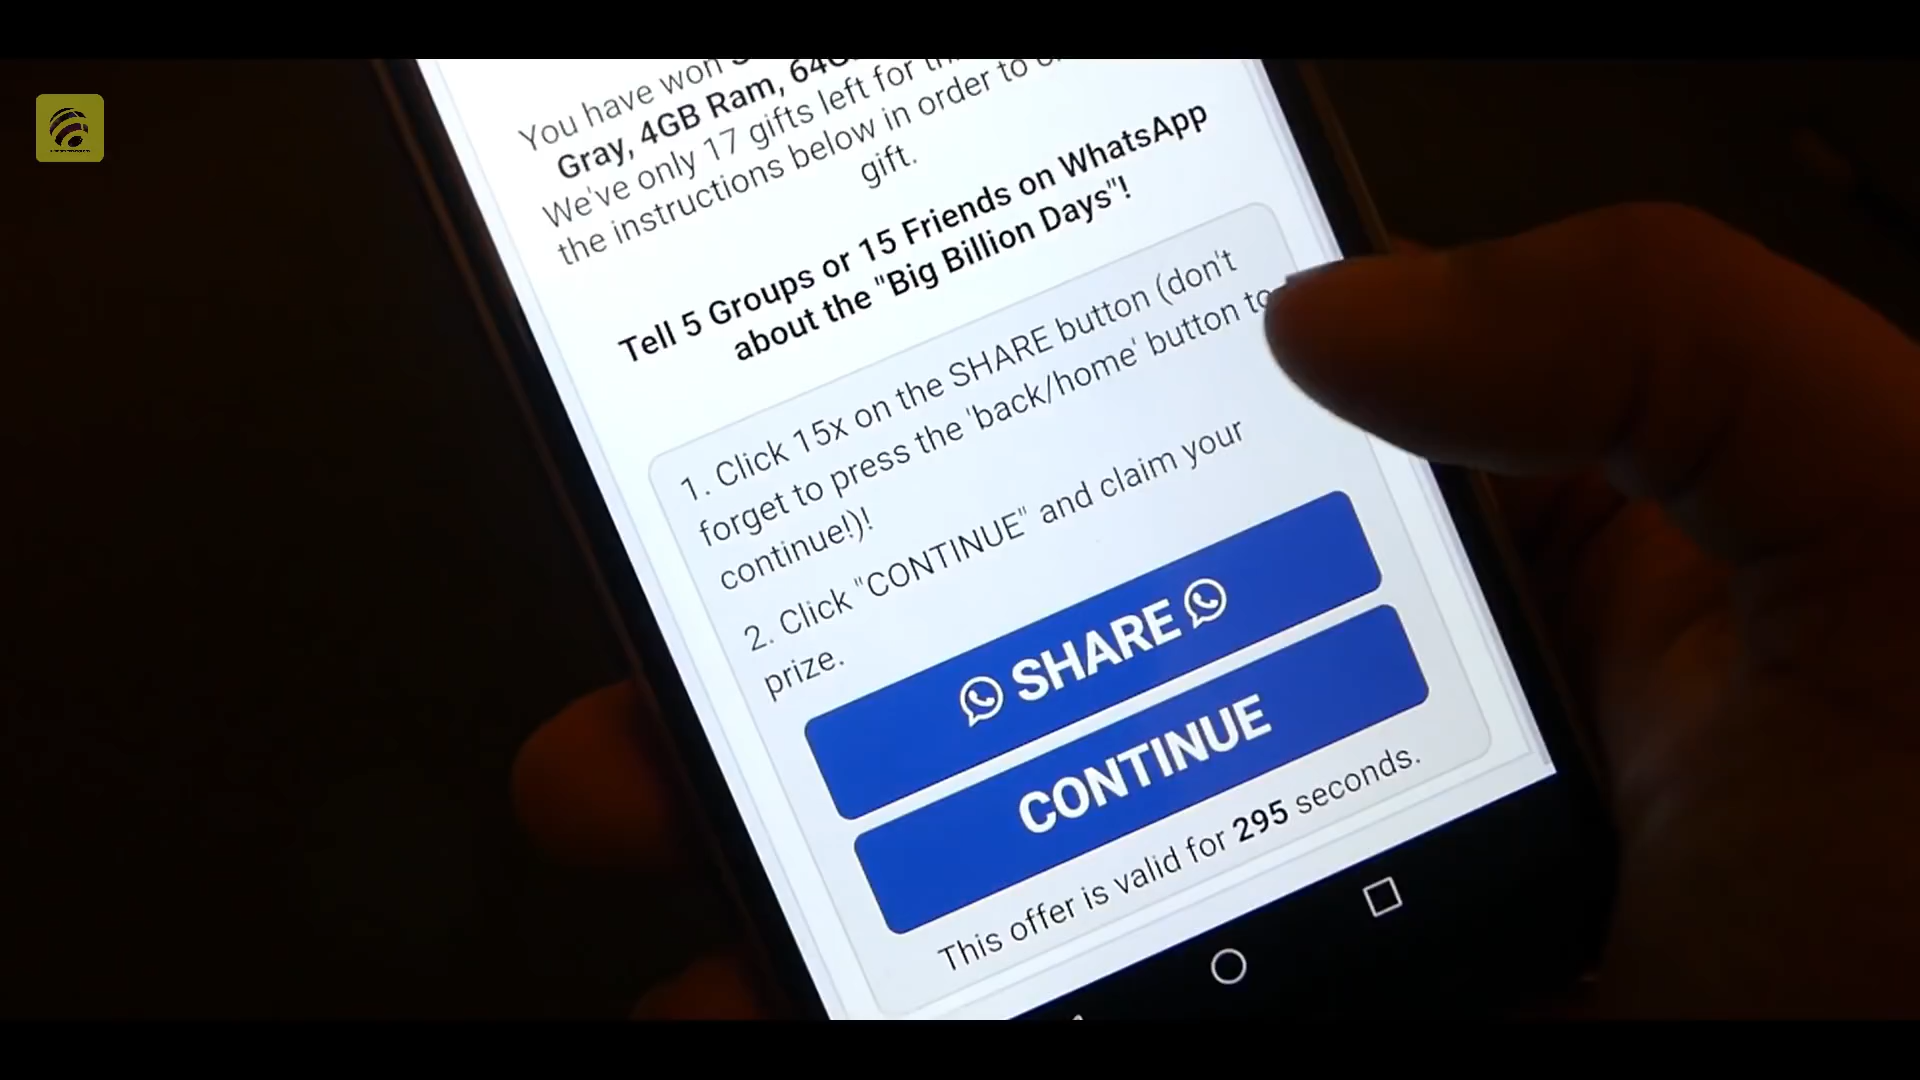 You have won
Gray, 4GB Ram,
We've only 17 gifts left for
the instructions below in order to
gift.
Tell 5 Groups or 15 Friends on WhatsApp
about the "Big Billion Days"!
1. Click 15x on the SHARE button (don't
forget to press the 'back/home' button to
continue!)!
2. Click "CONTINUE" and claim your
prize.
SHARE
CONTINUE
This offer is valid for 295 seconds.